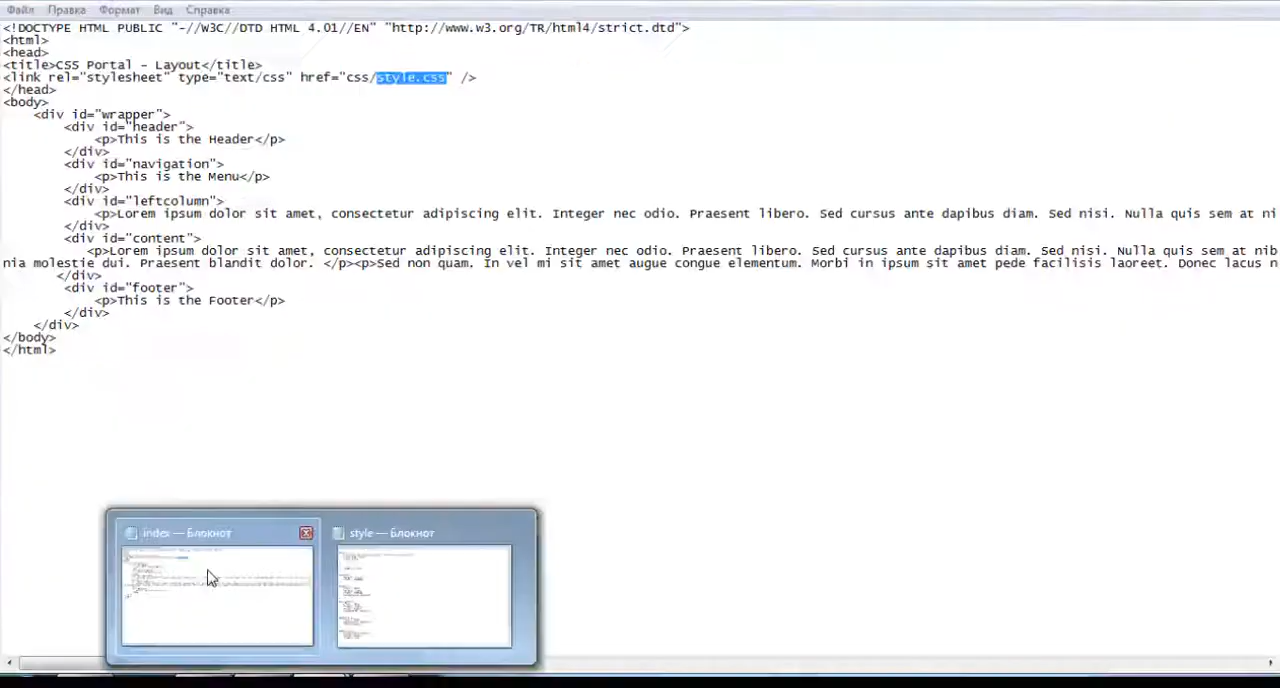 Файл Правка Формат Вид Справка
<!DOCTYPE HTML PUBLIC "-//W3C//DTD HTML 4.01//EN" "http://www.w3.org/TR/html4/strict.dtd">
<html>
<head>
<title>CSS Portal - Layout</title>
<link rel="stylesheet" type="text/css" href="css/style.css" />
</head>
<body>
<div id="wrapper">
<div id="header">
<p>This is the Header</p>
</div>
<div id="navigation">
<p>This is the Menu</p>
</div>
<div id="leftcolumn">
<p>Lorem ipsum dolor sit amet, consectetur adipiscing elit. Integer nec odio. Praesent libero. Sed cursus ante dapibus diam. Sed nisi. Nulla quis sem at ni
</div>
<div id="content">
<p>Lorem ipsum dolor sit amet, consectetur adipiscing elit. Integer nec odio. Praesent libero. Sed cursus ante dapibus diam. Sed nisi. Nulla quis sem at nib
nia molestie dui. Praesent blandit dolor. </p><p>Sed non quam. In vel mi sit amet augue congue elementum. Morbi in ipsum sit amet pede facilisis laoreet. Donec lacus n
</div>
<div id="footer">
<p>This is the Footer</p>
</div>
</div>
</body>
</html>
index — Блокнот
style — Блокнот